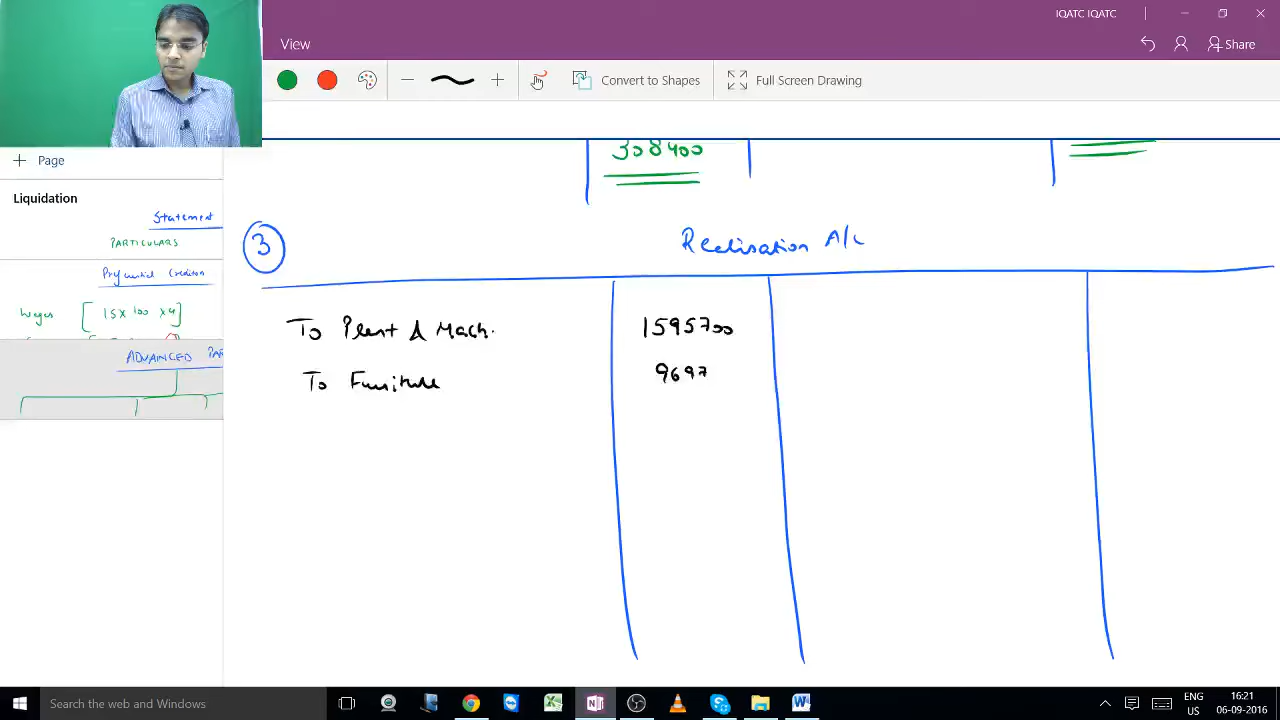 IQATC IQATC
View
Share
Convert to Shapes
Full Screen Drawing
Page
308400
Liquidation
Statement
PARTICULARS
3
Realisation A/c
Preferential Creditors
Wages [15 x 100 x 4]
To Plant & Mach.
1595700
ADVANCED
To Furniture
9697
Search the web and Windows
ENG
US
16:21
06-09-2016